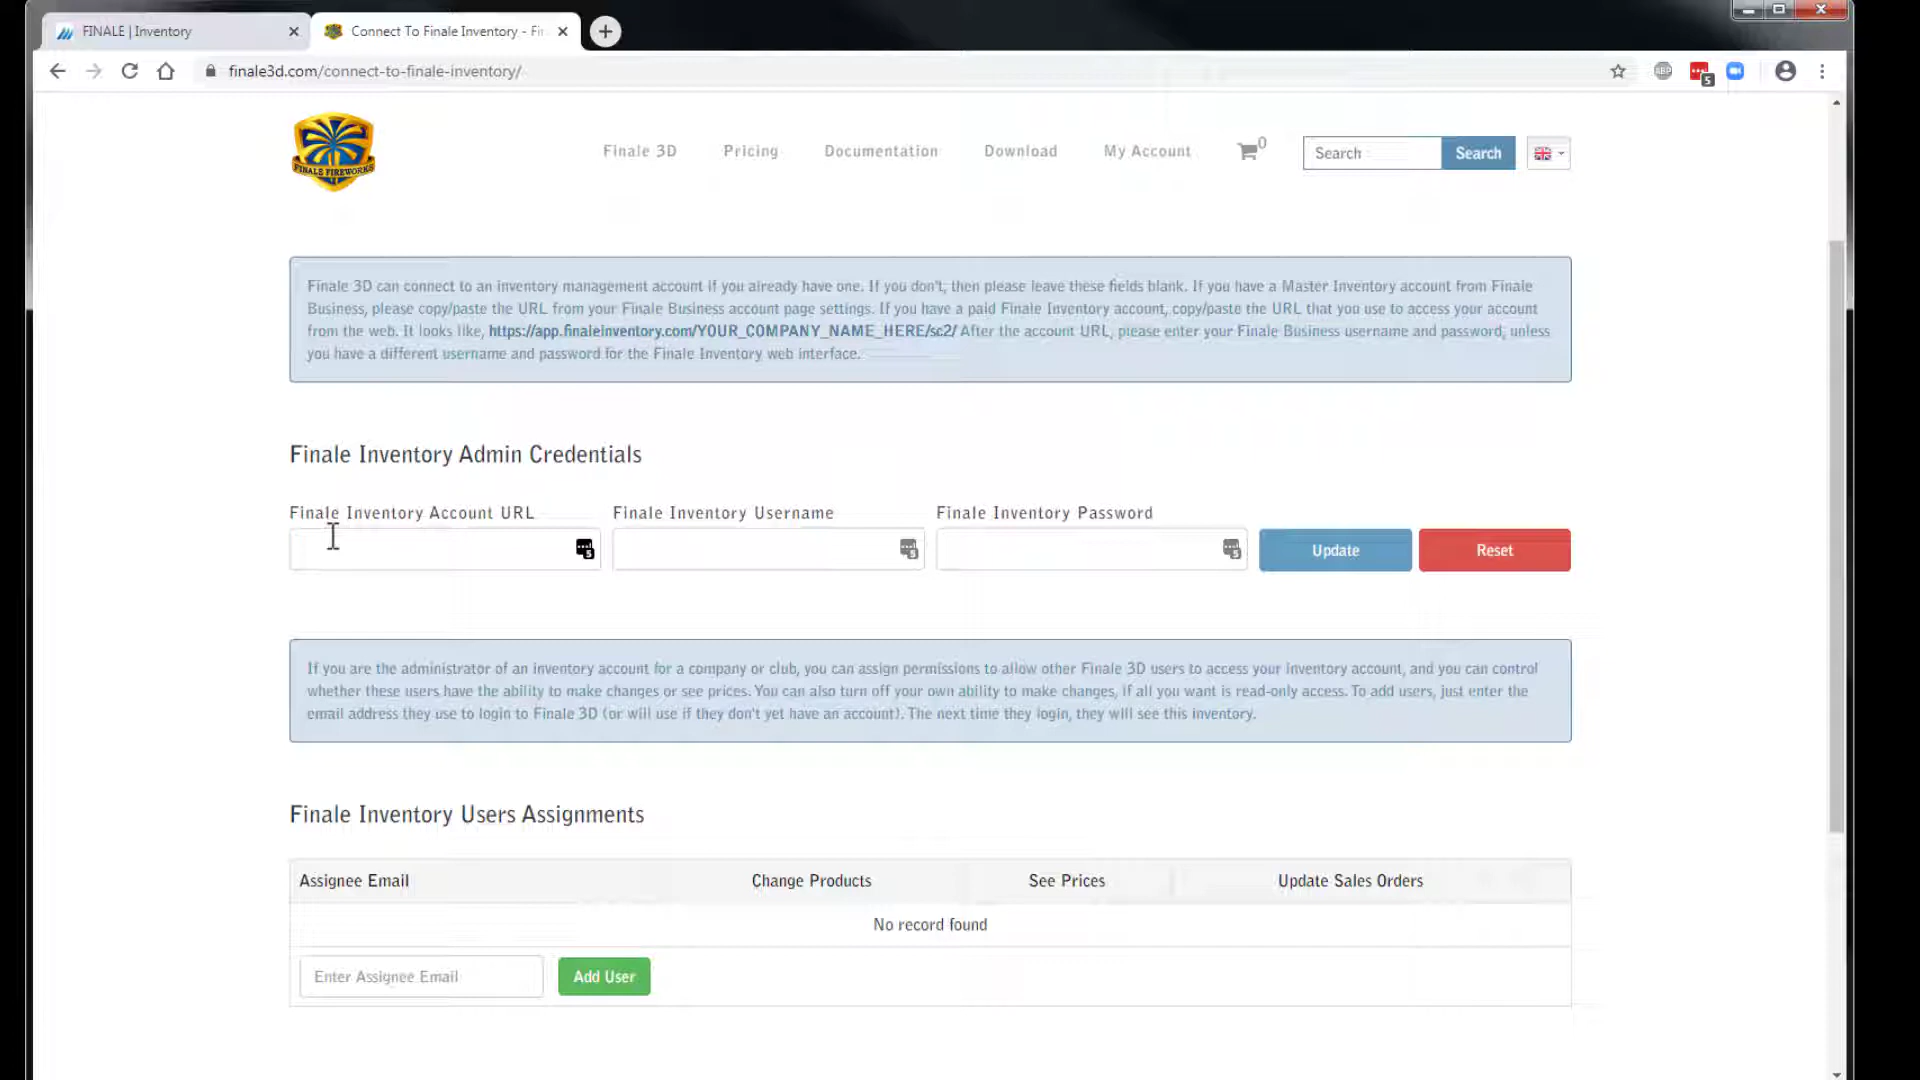 FINALE | Inventory
Connect To Finale Inventory - Fin
finale3d.com/connect-to-finale-inventory/
ABP
5
FINALE FIREWORKS
Finale 3D
Pricing
Documentation
Download
My Account
0
Search
Search
Finale 3D can connect to an inventory management account if you already have one. If you don't, then please leave these fields blank. If you have a Master Inventory account from Finale
Business, please copy/paste the URL from your Finale Business account page settings. If you have a paid Finale Inventory account, copy/paste the URL that you use to access your account
from the web. It looks like, https://app.finaleinventory.com/YOUR_COMPANY_NAME_HERE/sc2/ After the account URL, please enter your Finale Business username and password, unless
you have a different username and password for the Finale Inventory web interface.
Finale Inventory Admin Credentials
Finale Inventory Account URL
Finale Inventory Username
Finale Inventory Password
5
5
5
Update
Reset
If you are the administrator of an inventory account for a company or club, you can assign permissions to allow other Finale 3D users to access your inventory account, and you can control
whether these users have the ability to make changes or see prices. You can also turn off your own ability to make changes, if all you want is read-only access. To add users, just enter the
email address they use to login to Finale 3D (or will use if they don't yet have an account). The next time they login, they will see this inventory.
Finale Inventory Users Assignments
Assignee Email
Change Products
See Prices
Update Sales Orders
No record found
Enter Assignee Email
Add User